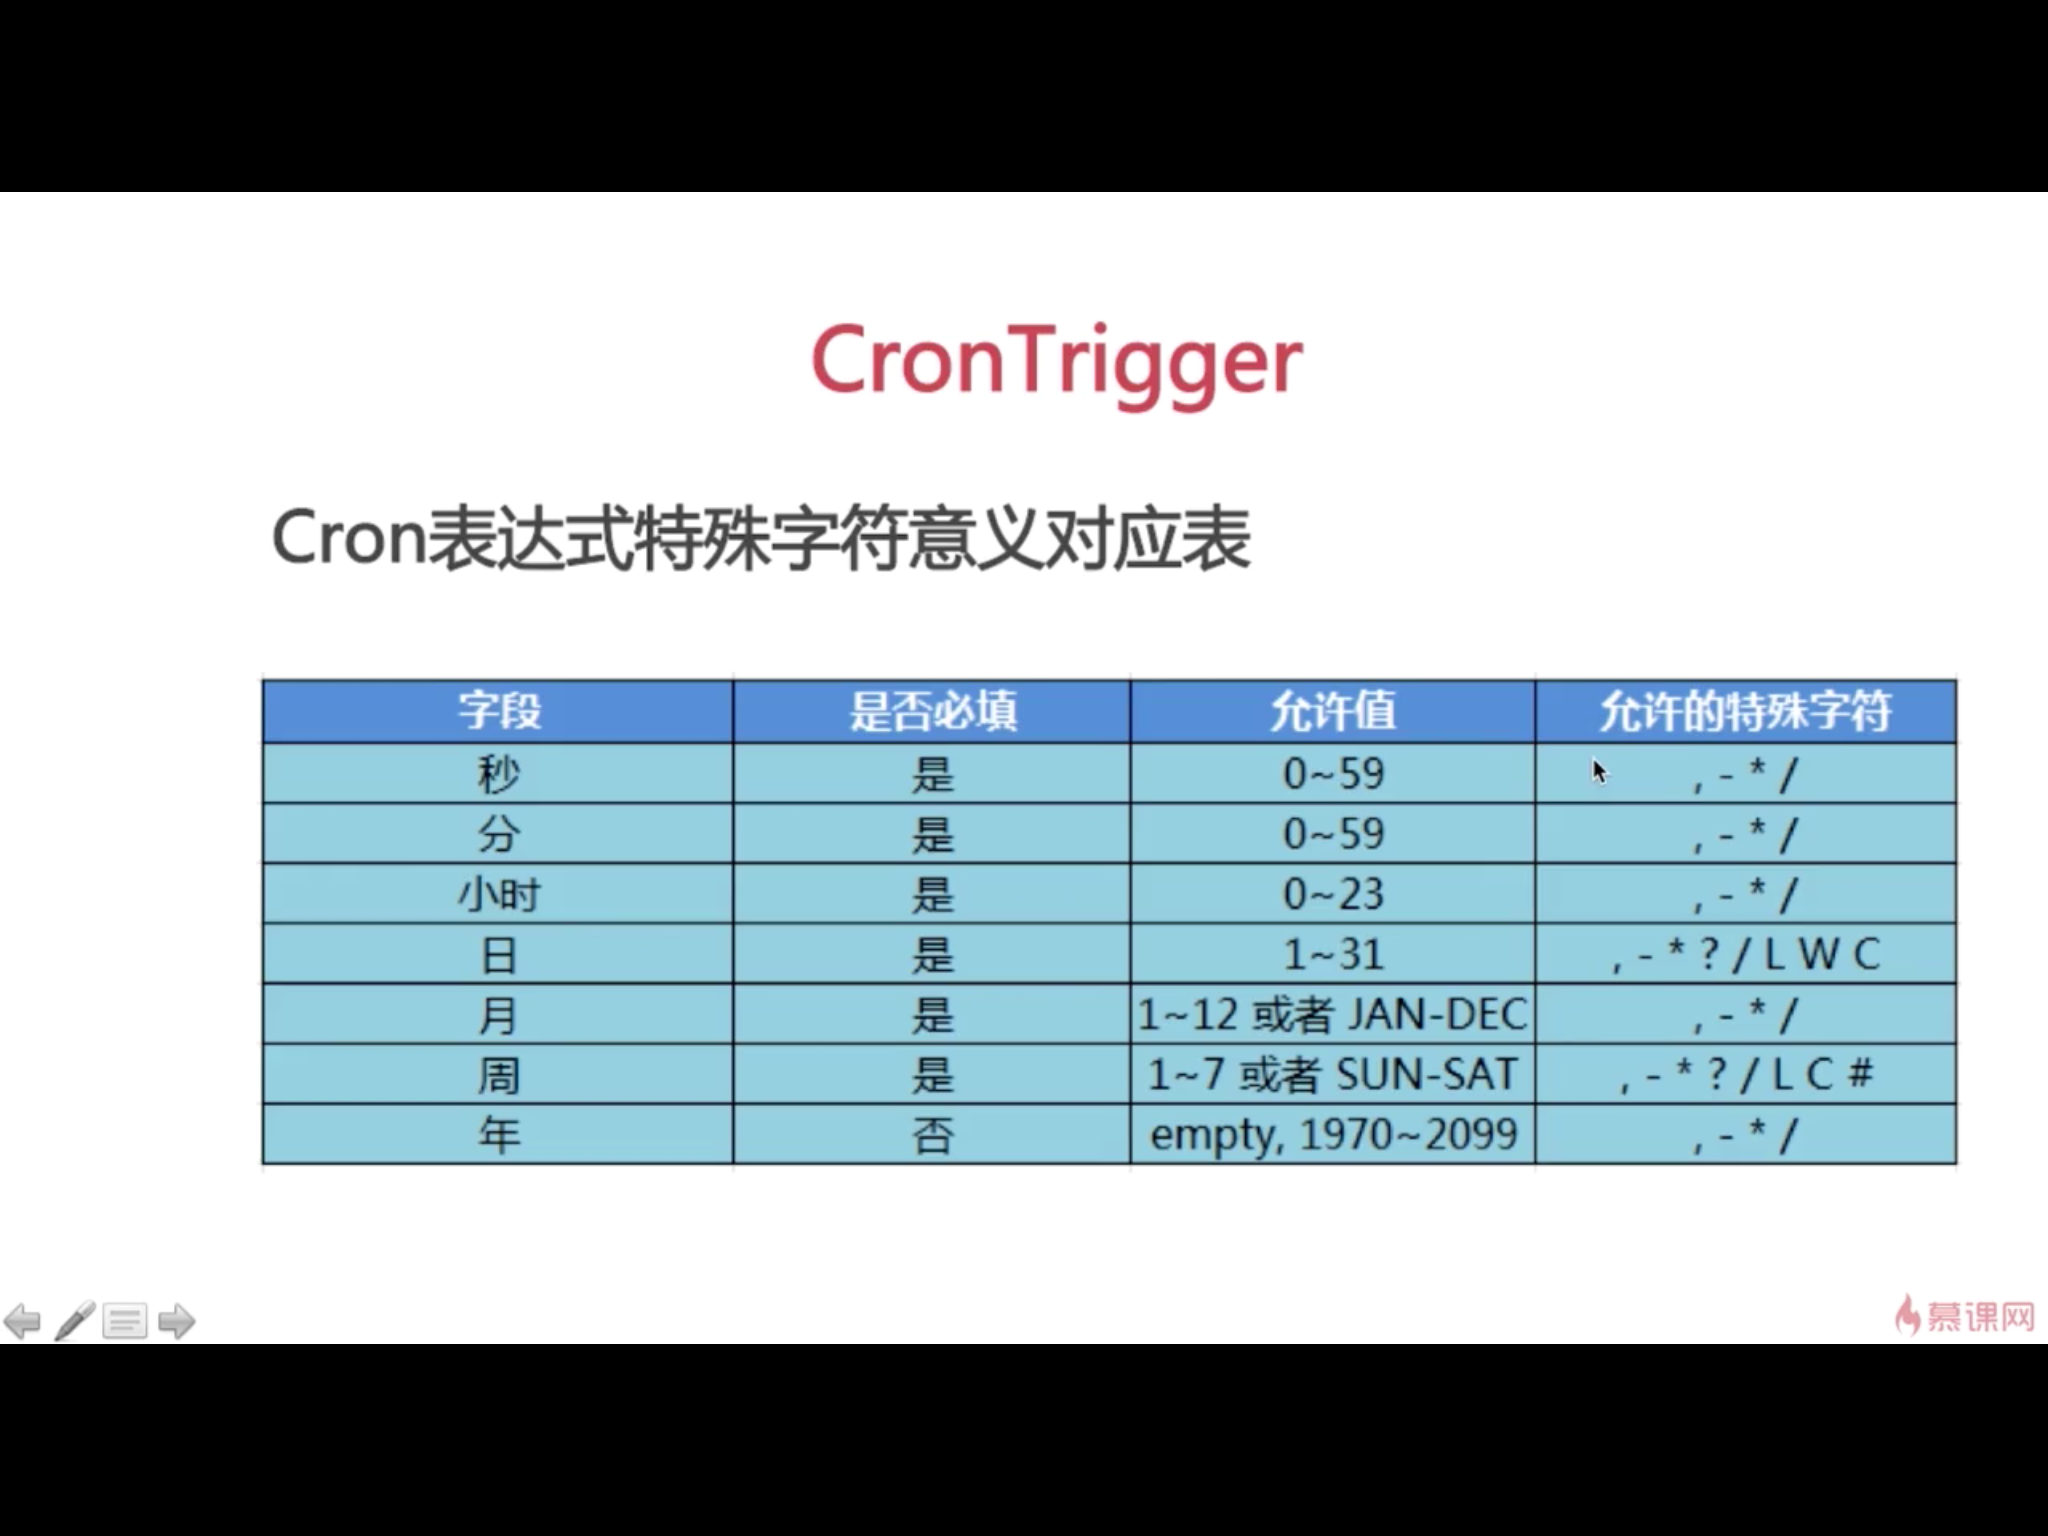 CronTrigger
Cron表达式特殊字符意义对应表
字段 是否必填 允许值 允许的特殊字符
秒 是 0~59 , - * /
分 是 0~59 , - * /
小时 是 0~23 , - * /
日 是 1~31 , - * ? / L W C
月 是 1~12 或者 JAN-DEC , - * /
周 是 1~7 或者 SUN-SAT , - * ? / L C #
年 否 empty, 1970~2099 , - * /
慕课网